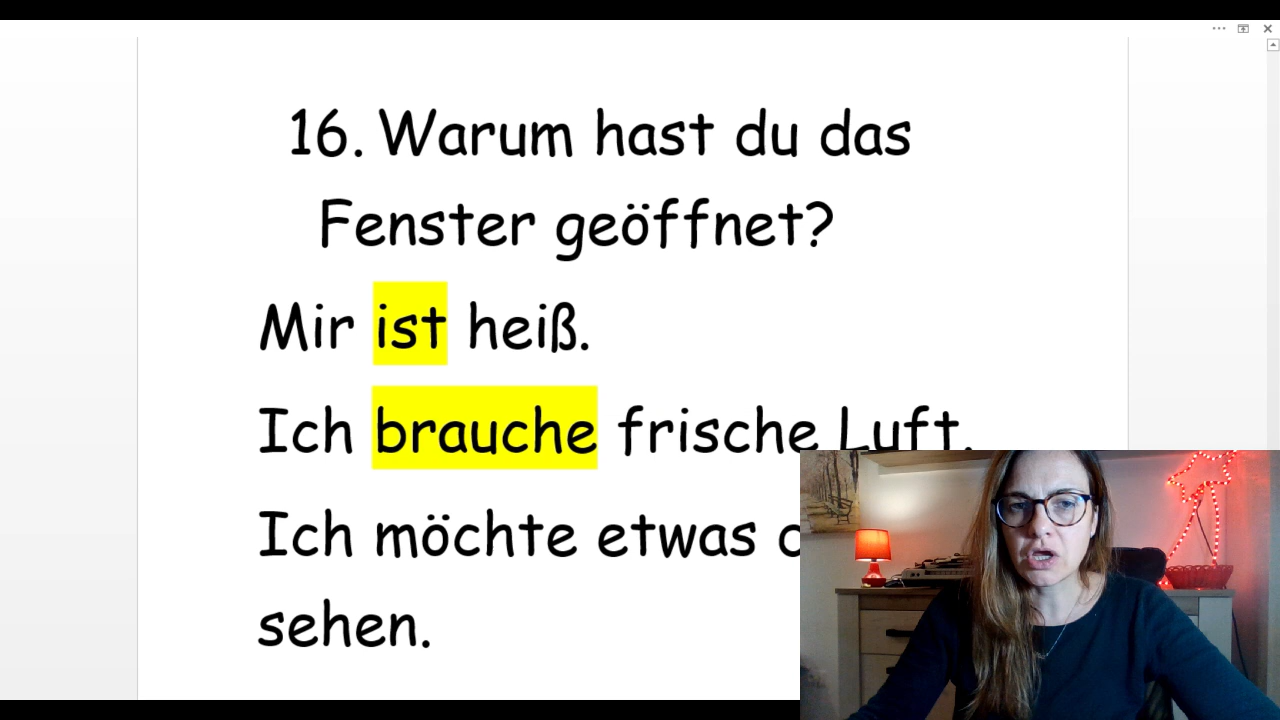 16. Warum hast du das
Fenster geöffnet?
Mir ist heiß.
Ich brauche frische Luft.
Ich möchte etwas
sehen.